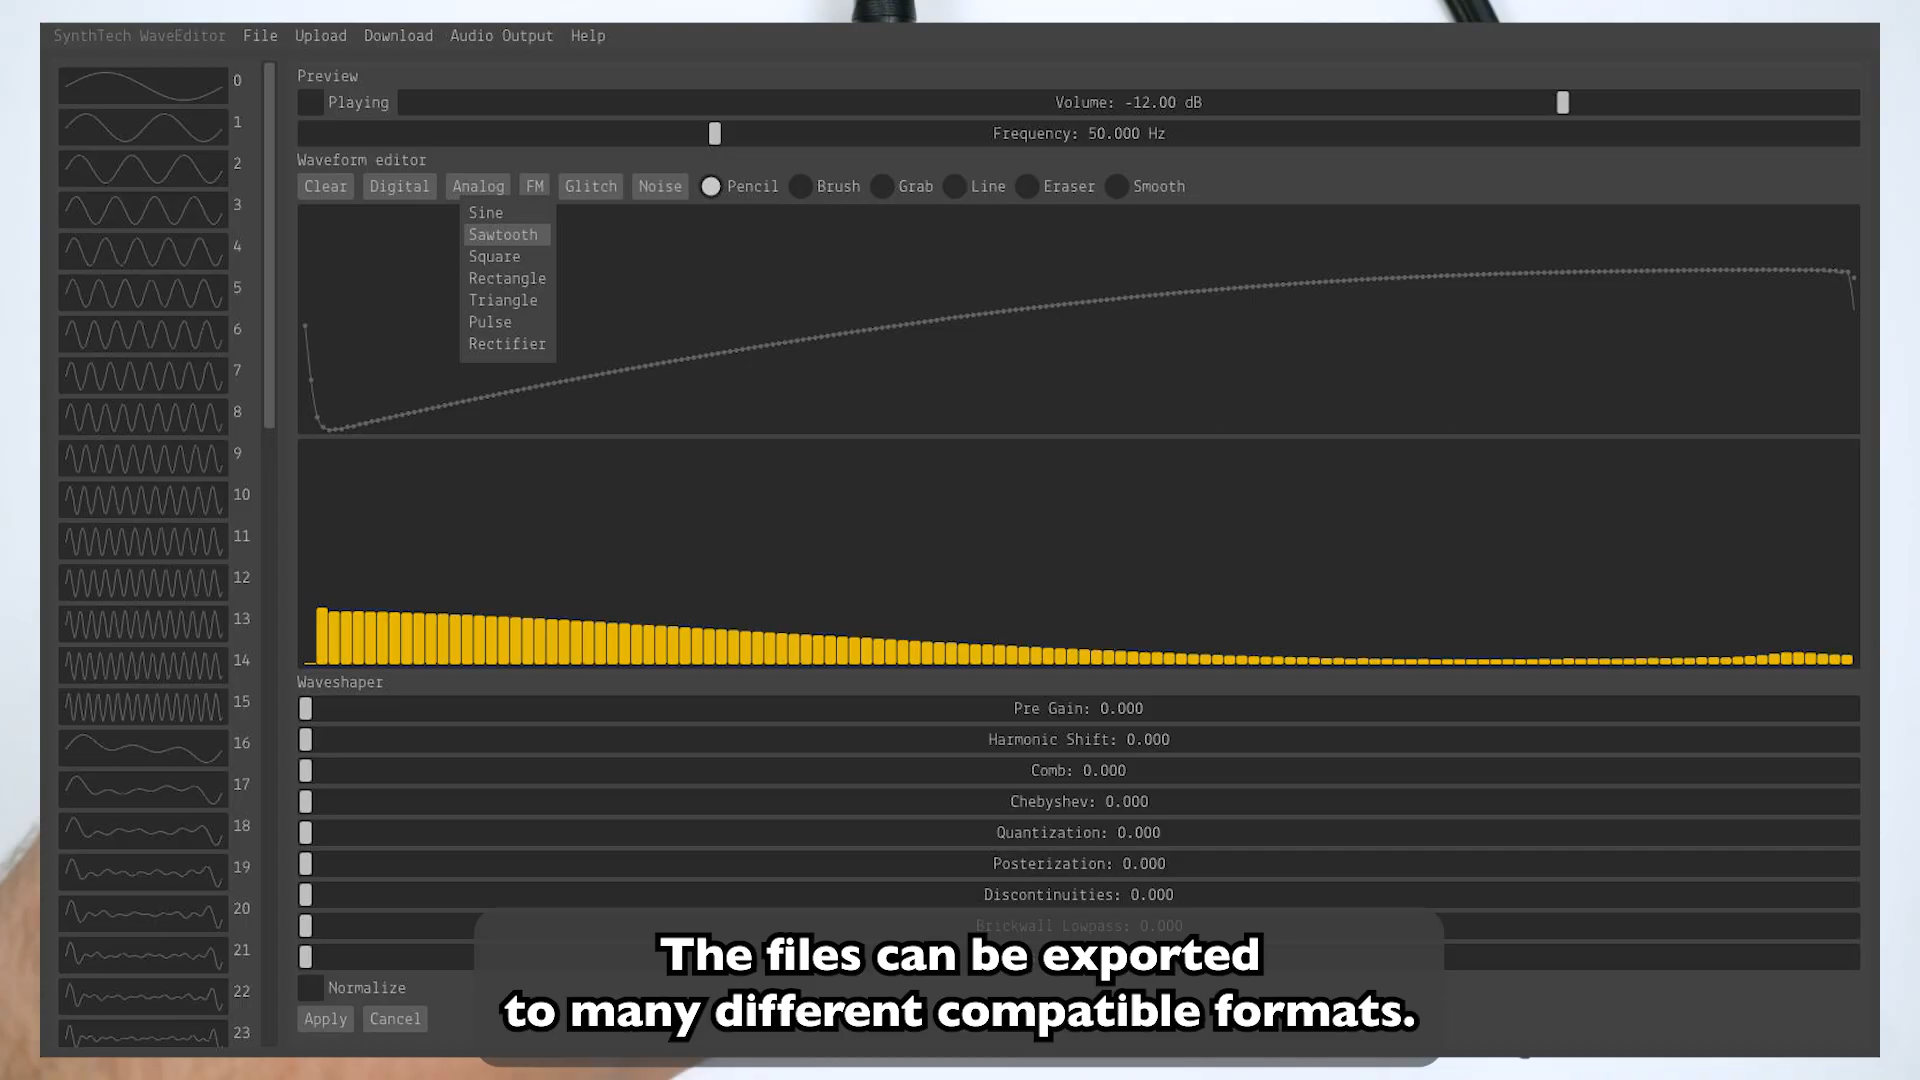 SynthTech WaveEditor File Upload Download Audio Output Help
Preview
Playing Volume: -12.00 dB
Frequency: 50.000 Hz
Waveform editor
Clear Digital Analog FM Glitch Noise Pencil Brush Grab Line Eraser Smooth
Sine
Sawtooth
Square
Rectangle
Triangle
Pulse
Rectifier
0
1
2
3
4
5
6
7
8
9
10
11
12
13
14
15
16
17
18
19
20
21
22
23
Waveshaper
Pre Gain: 0.000
Harmonic Shift: 0.000
Comb: 0.000
Chebyshev: 0.000
Quantization: 0.000
Posterization: 0.000
Discontinuities: 0.000
Brickwall Lowpass: 0.000
Normalize
Apply Cancel
The files can be exported
to many different compatible formats.